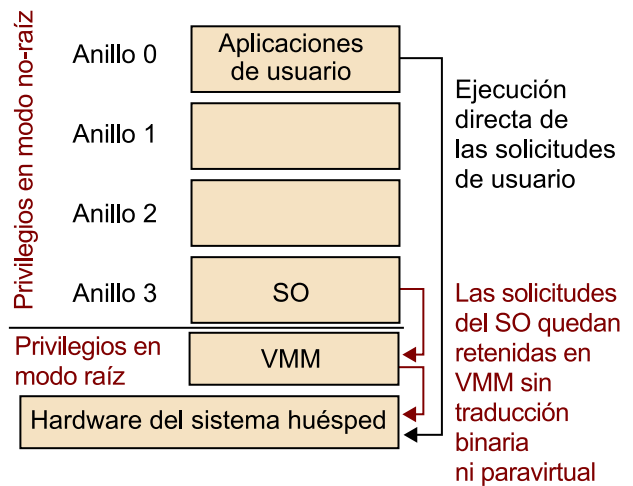 Privilegios en modo no-raíz
Anillo 0
Aplicaciones
de usuario
Anillo 1
Anillo 2
Anillo 3
SO
Ejecución
directa de
las solicitudes
de usuario
Privilegios en
modo raíz
VMM
Hardware del sistema huésped
Las solicitudes
del SO quedan
retenidas en
VMM sin
traducción
binaria
ni paravirtual